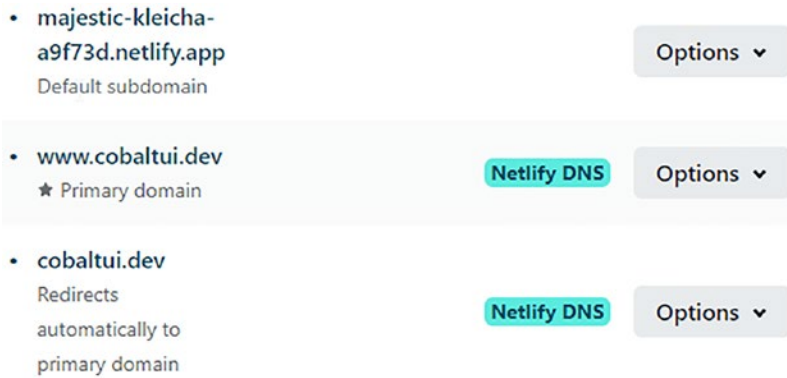 majestic-kleicha-
a9f73d.netlify.app
Options
Default subdomain
www.cobaltui.dev
Netlify DNS
Options
★ Primary domain
cobaltui.dev
Redirects
automatically to
primary domain
Netlify DNS
Options